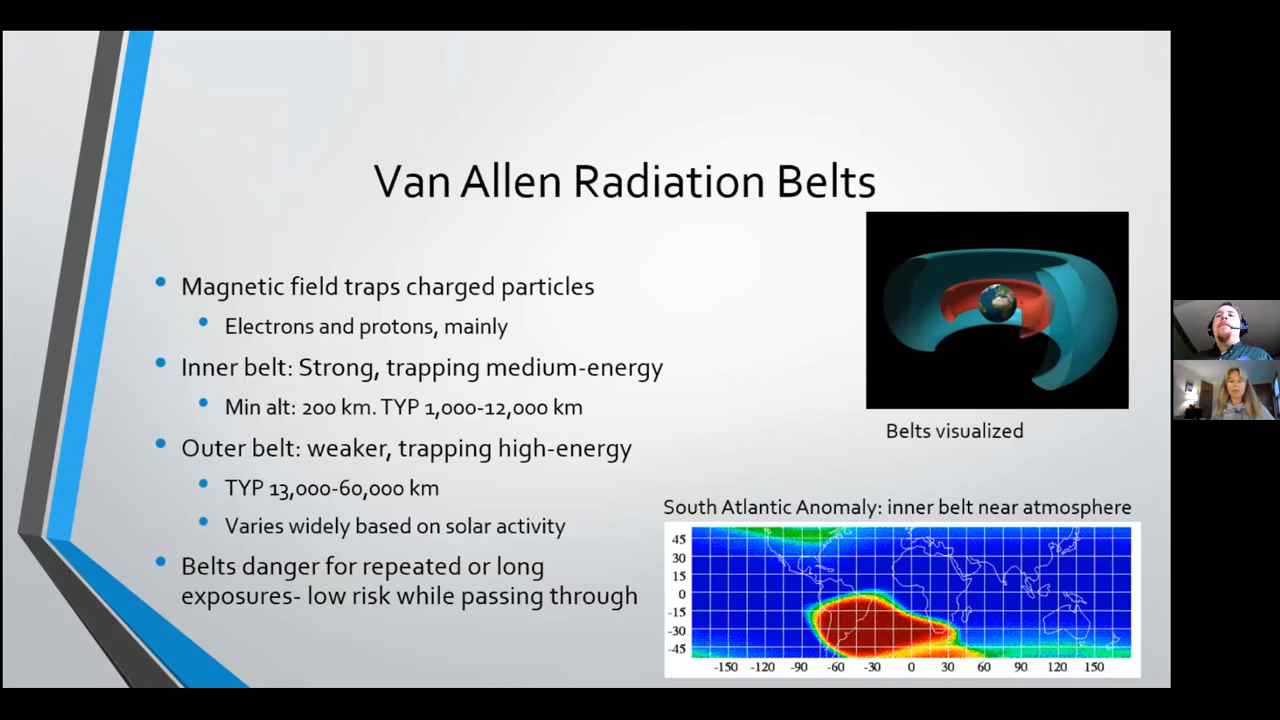 Van Allen Radiation Belts
Magnetic field traps charged particles
Electrons and protons, mainly
Inner belt: Strong, trapping medium-energy
Min alt: 200 km. TYP 1,000-12,000 km
Outer belt: weaker, trapping high-energy
TYP 13,000-60,000 km
Varies widely based on solar activity
Belts danger for repeated or long
exposures- low risk while passing through
Belts visualized
South Atlantic Anomaly: inner belt near atmosphere
45
30
15
0
-15
-30
-45
-150 -120 -90 -60 -30 0 30 60 90 120 150